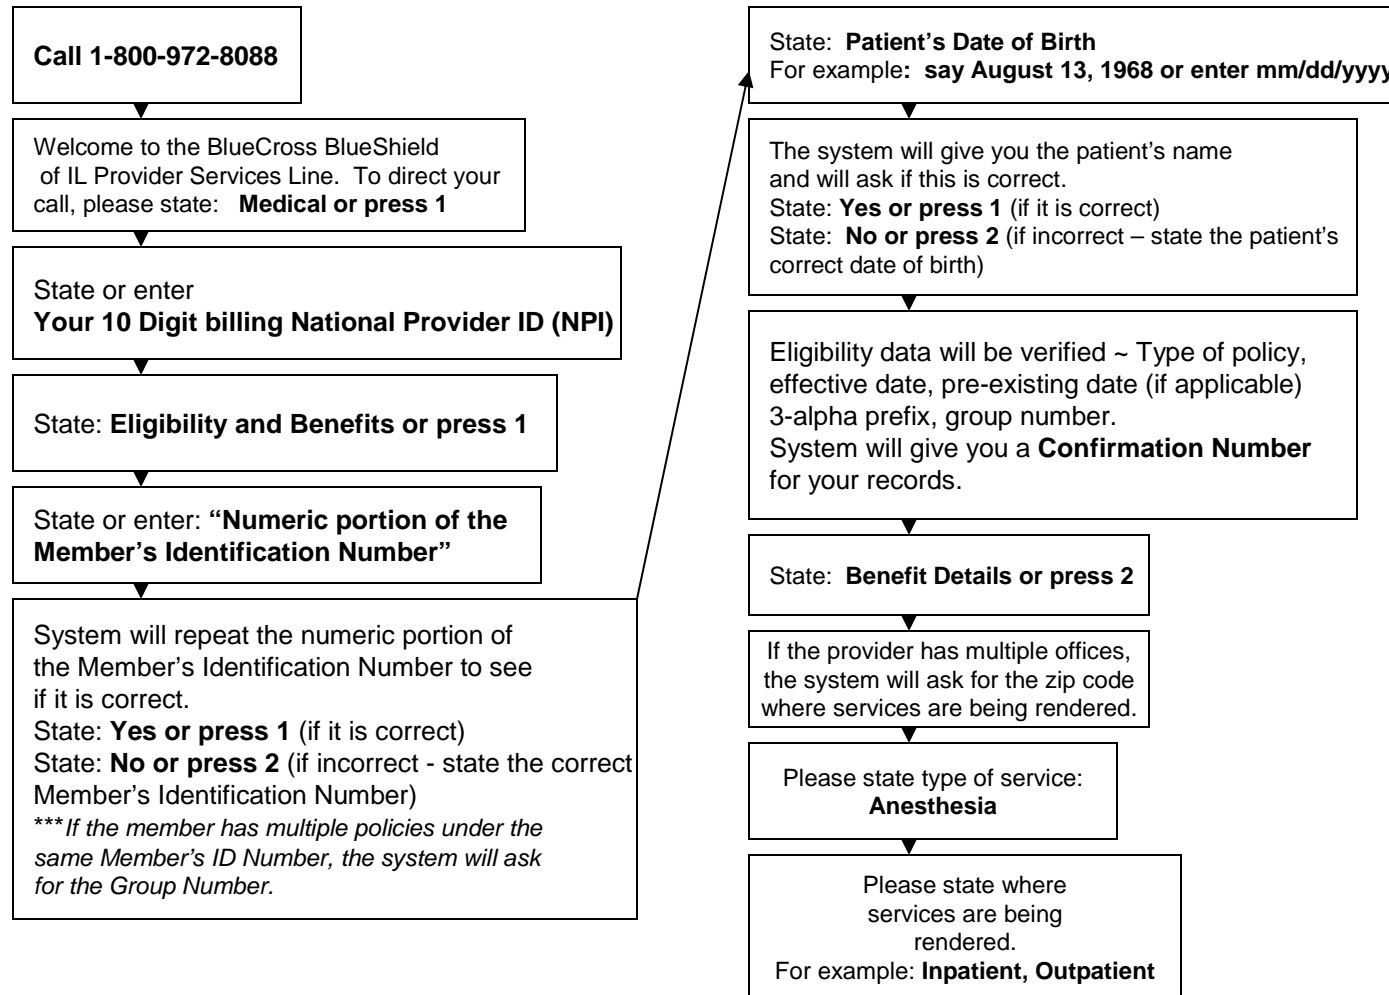 Call 1-800-972-8088
Welcome to the BlueCross BlueShield
of IL Provider Services Line. To direct your
call, please state: Medical or press 1
State or enter
Your 10 Digit billing National Provider ID (NPI)
State: Eligibility and Benefits or press 1
State or enter: “Numeric portion of the
Member’s Identification Number”
System will repeat the numeric portion of
the Member’s Identification Number to see
if it is correct.
State: Yes or press 1 (if it is correct)
State: No or press 2 (if incorrect - state the correct
Member’s Identification Number)
***If the member has multiple policies under the
same Member’s ID Number, the system will ask
for the Group Number.
State: Patient’s Date of Birth
For example: say August 13, 1968 or enter mm/dd/yyyy
The system will give you the patient’s name
and will ask if this is correct.
State: Yes or press 1 (if it is correct)
State: No or press 2 (if incorrect – state the patient’s
correct date of birth)
Eligibility data will be verified ~ Type of policy,
effective date, pre-existing date (if applicable)
3-alpha prefix, group number.
System will give you a Confirmation Number
for your records.
State: Benefit Details or press 2
If the provider has multiple offices,
the system will ask for the zip code
where services are being rendered.
Please state type of service:
Anesthesia
Please state where
services are being
rendered.
For example: Inpatient, Outpatient